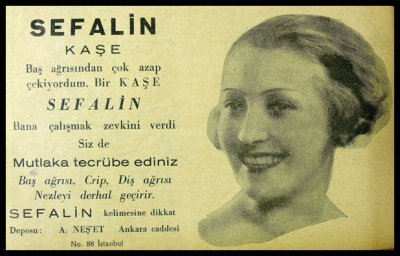 SEFALİN
KAŞE
Baş ağrısından çok azap
çekiyordum. Bir KAŞE
SEFALİN
Bana çalışmak zevkini verdi
Siz de
Mutlaka tecrübe ediniz
Baş ağrısı, Crip, Diş ağrısı
Nezleyi derhal geçirir.
SEFALİN kelimesine dikkat
Deposu: A. NEŞ'ET Ankara caddesi
No. 88 İstanbul